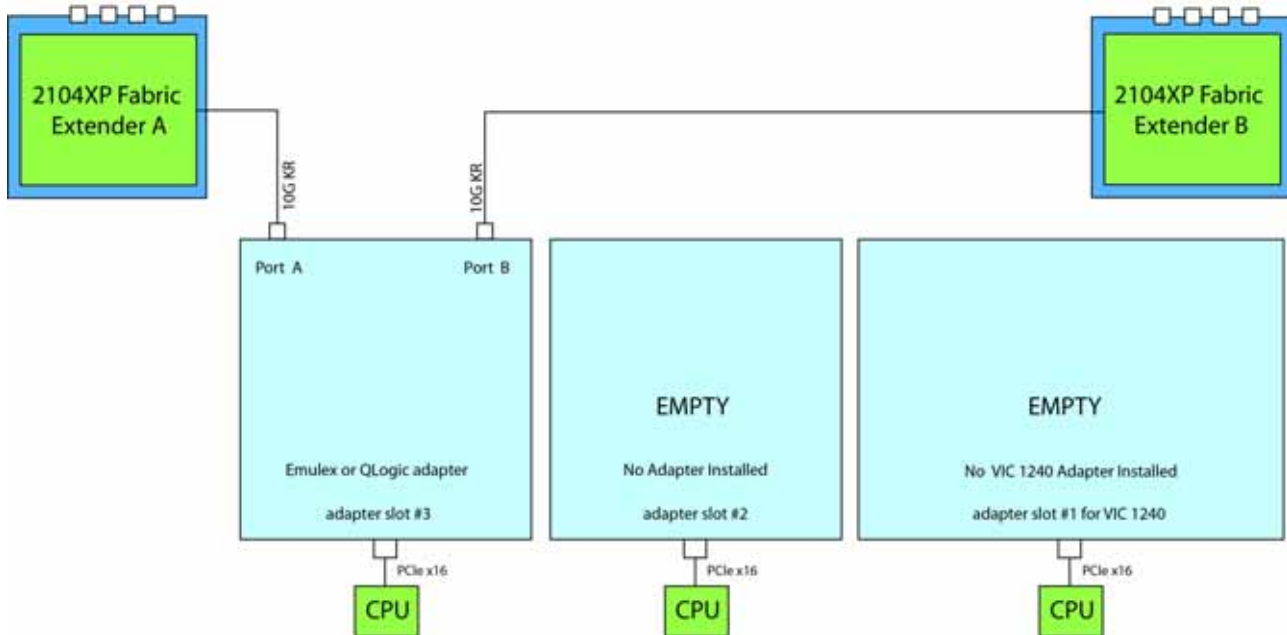 2104XP Fabric
Extender A
2104XP Fabric
Extender B
10G KR
10G KR
Port A
Port B
Emulex or QLogic adapter
adapter slot #3
EMPTY
No Adapter Installed
adapter slot #2
EMPTY
No VIC 1240 Adapter Installed
adapter slot #1 for VIC 1240
PCIe x16
PCIe x16
PCIe x16
CPU
CPU
CPU